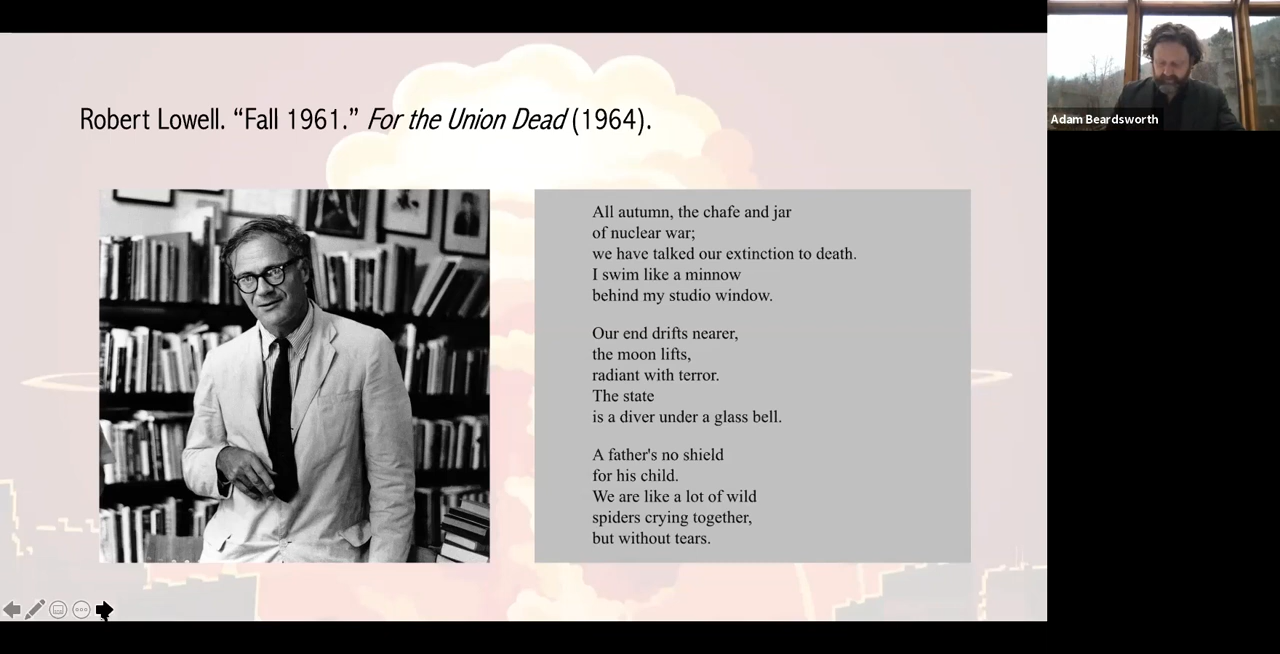 Robert Lowell. “Fall 1961.” For the Union Dead (1964).
All autumn, the chafe and jar
of nuclear war;
we have talked our extinction to death.
I swim like a minnow
behind my studio window.
Our end drifts nearer,
the moon lifts,
radiant with terror.
The state
is a diver under a glass bell.
A father's no shield
for his child.
We are like a lot of wild
spiders crying together,
but without tears.
Adam Beardsworth